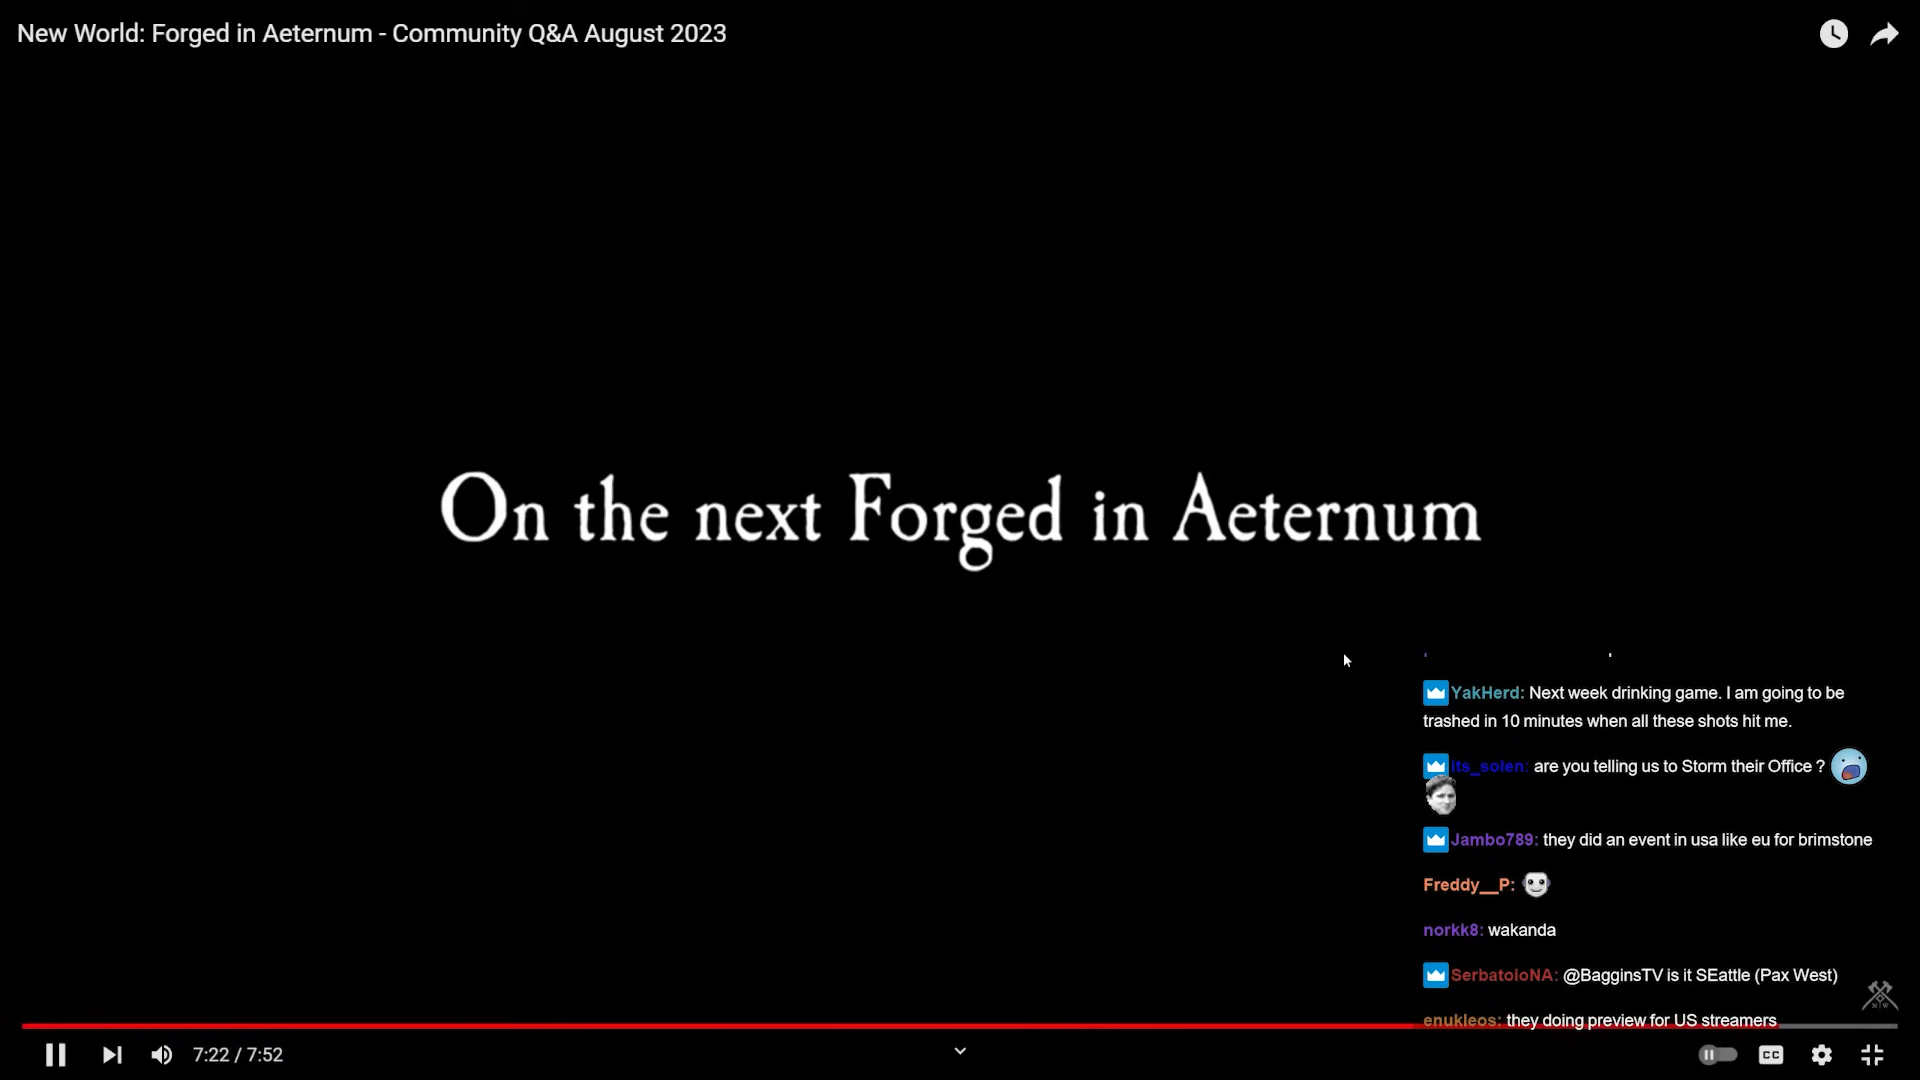 New World: Forged in Aeternum - Community Q&A August 2023
On the next Forged in Aeternum
YakHerd: Next week drinking game. I am going to be
trashed in 10 minutes when all these shots hit me.
its_solen: are you telling us to Storm their Office ?
Jambo789: they did an event in usa like eu for brimstone
Freddy__P:
norkk8: wakanda
SerbatoioNA: @BagginsTV is it SEattle (Pax West)
enukleos: they doing preview for US streamers
7:22 / 7:52
CC